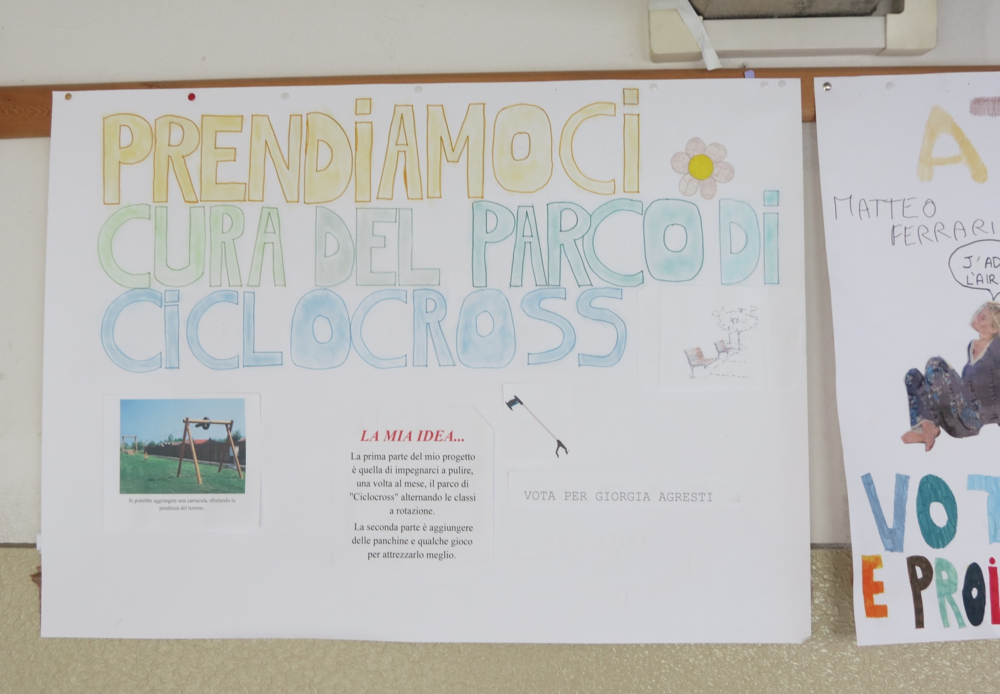 PRENDiAMOCi
CURA DEL PARCO Di
CiCLOCROSS
Si potrebbe aggiungere una carrucula, sfruttando la
pendenza del terreno.
LA MIA IDEA...
La prima parte del mio progetto
è quella di impegnarci a pulire,
una volta al mese, il parco di
"Ciclocross" alternando le classi
a rotazione.
La seconda parte è aggiungere
delle panchine e qualche gioco
per attrezzarlo meglio.
VOTA PER GIORGIA AGRESTI
MATTEO
FERRARI
J'AD
L'AIR
VOT
E PROi